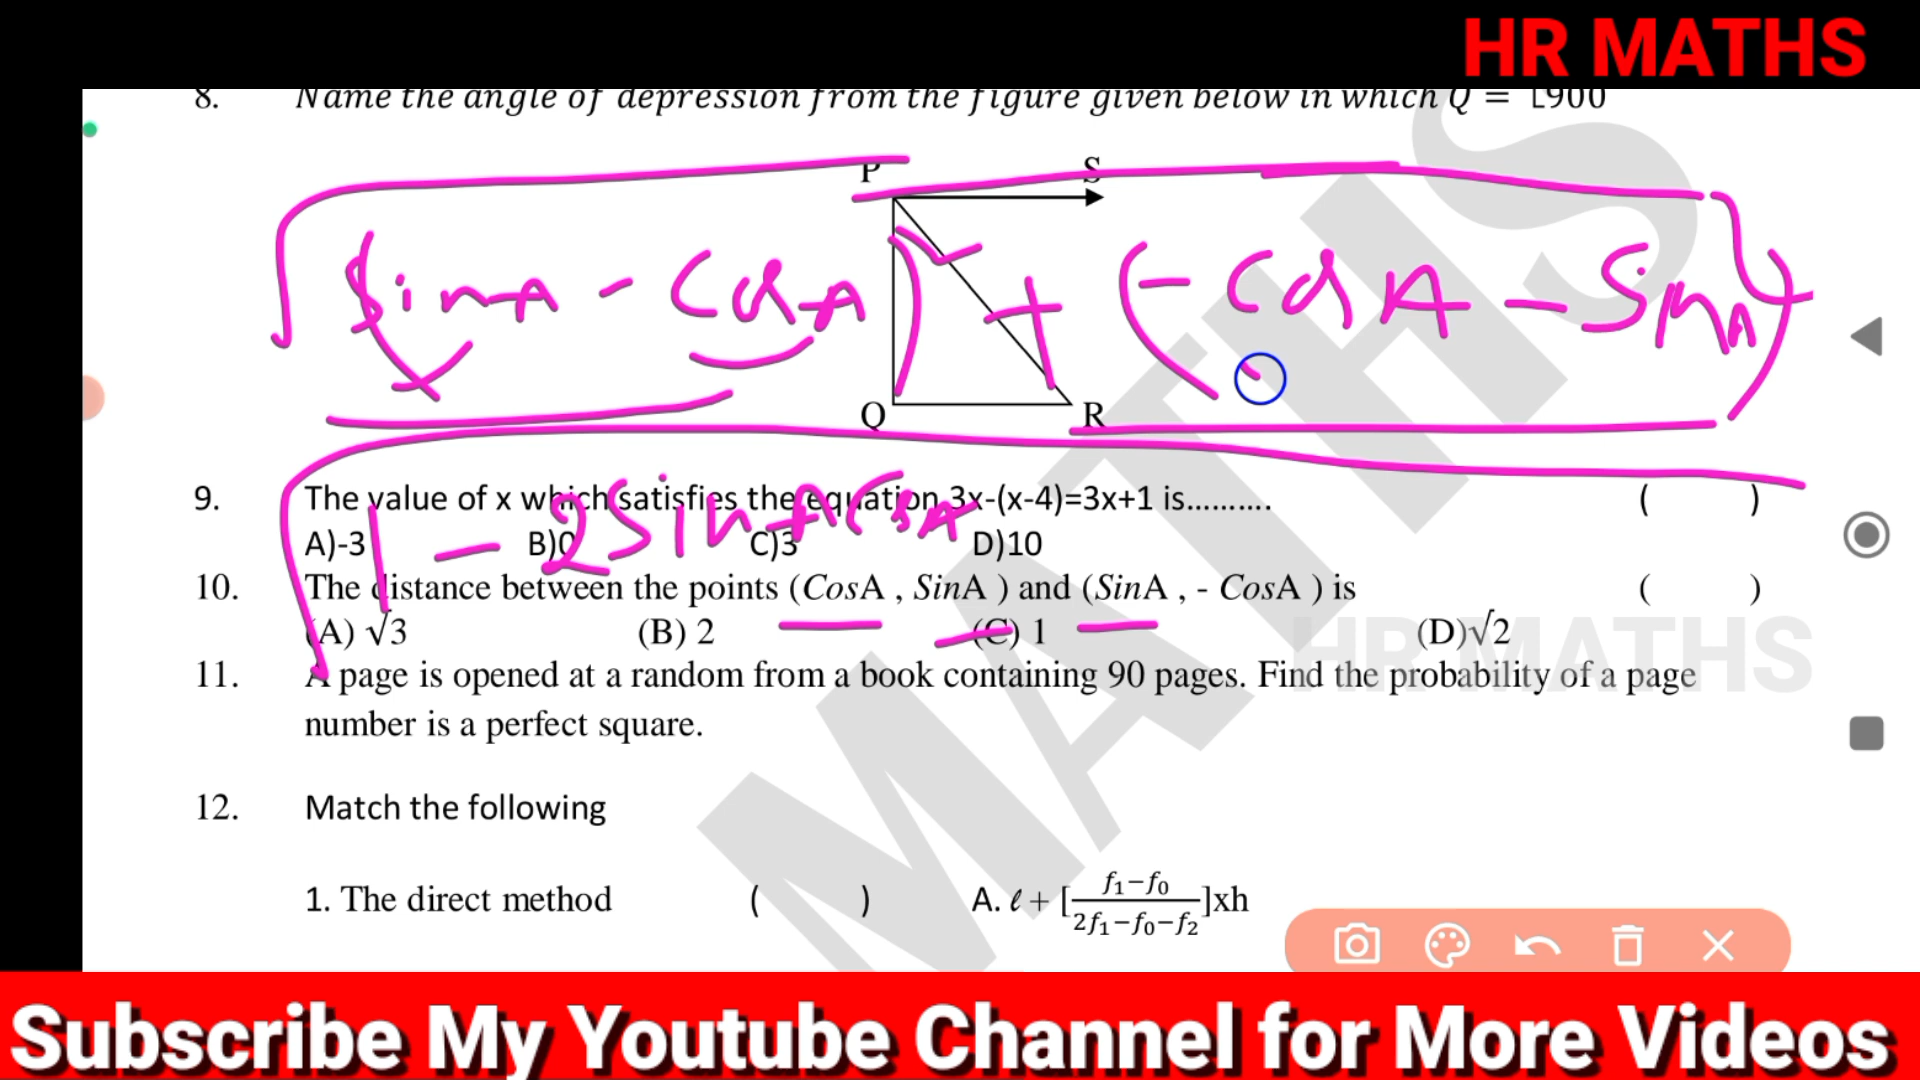 HR MATHS
8. Name the angle of depression from the figure given below in which Q = ⌊900
P S
√(SinA - CosA)² + (-CosA - SinA)
Q R
9. The value of x which satisfies the equation 3x-(x-4)=3x+1 is..........  (   )
√1 - 2SinACosA
A)-3 B)0 C)3 D)10
10. The distance between the points (CosA , SinA ) and (SinA , - CosA ) is (   )
(A) √3 (B) 2 (C) 1 (D)√2
HR MATHS
11. A page is opened at a random from a book containing 90 pages. Find the probability of a page
number is a perfect square.
MATHS
12. Match the following
1. The direct method (   ) A. ℓ + [f₁−f₀ / 2f₁−f₀−f₂]xh
Subscribe My Youtube Channel for More Videos